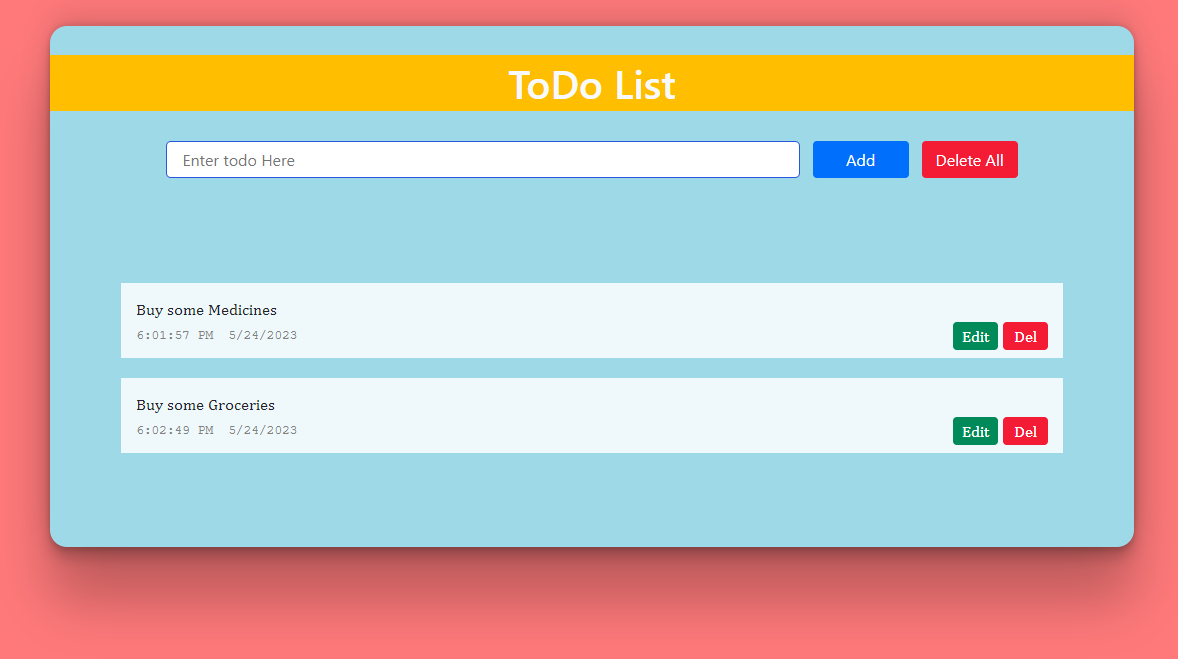 ToDo List
Enter todo Here
Add
Delete All
Buy some Medicines
6:01:57 PM 5/24/2023
Edit
Del
Buy some Groceries
6:02:49 PM 5/24/2023
Edit
Del